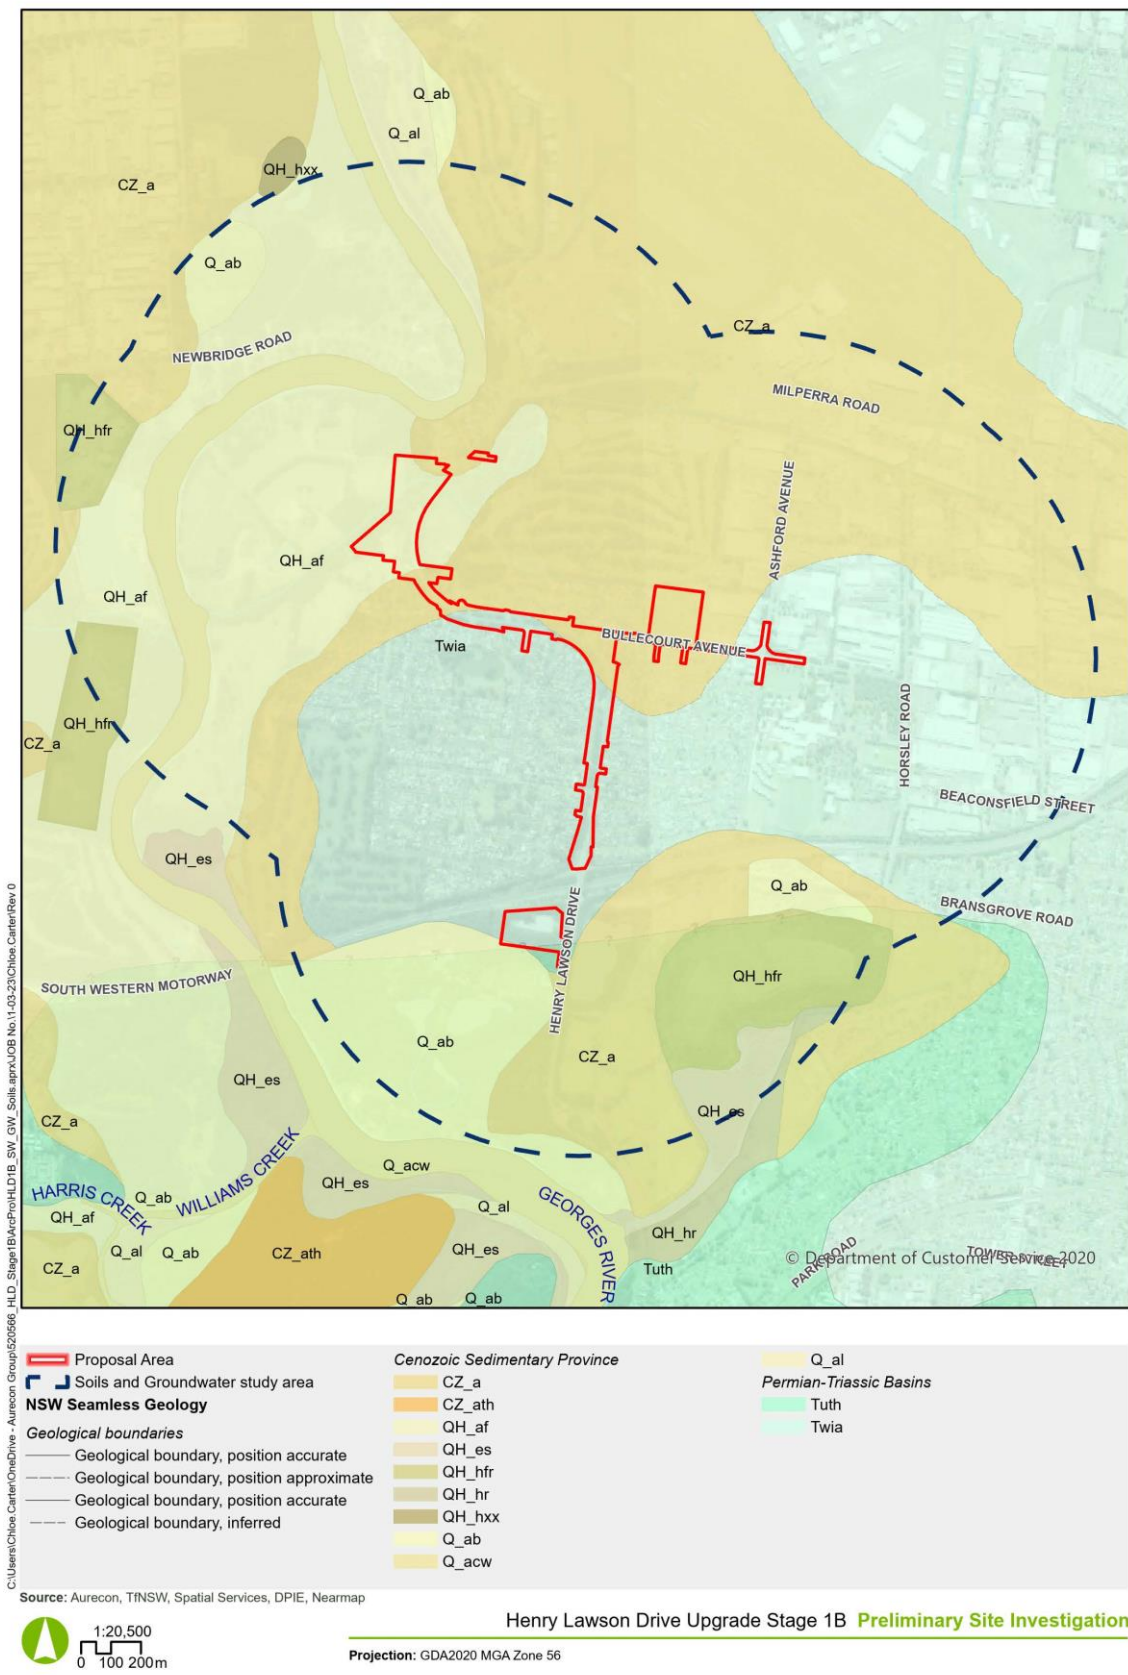 Q_ab
Q_al
QH_hxx
CZ_a
Q_ab
CZ_a
NEWBRIDGE ROAD
MILPERRA ROAD
QH_hfr
ASHFORD AVENUE
QH_af
QH_af
BULLECOURT AVENUE
Twia
HORSLEY ROAD
QH_hfr
CZ_a
BEACONSFIELD STREET
QH_es
Q_ab
BRANSGROVE ROAD
HENRY LAWSON DRIVE
SOUTH WESTERN MOTORWAY
QH_hfr
Q_ab
CZ_a
QH_es
QH_es
CZ_a
WILLIAMS CREEK
Q_acw
HARRIS CREEK
Q_ab
QH_es
Q_al
GEORGES RIVER
QH_af
Q_al
Q_ab
CZ_ath
QH_es
QH_hr
CZ_a
Tuth
PARK ROAD
TOWER STREET
© Department of Customer Service 2020
Q_ab
Q_ab
C:\Users\Chloe.Carter\OneDrive - Aurecon Group\520566_HLD_Stage1B\ArcPro\HLD1B_SW_GW_Soils.aprx\JOB No.\1-03-23\Chloe.Carter\Rev 0
Proposal Area
Soils and Groundwater study area
NSW Seamless Geology
Geological boundaries
Geological boundary, position accurate
Geological boundary, position approximate
Geological boundary, position accurate
Geological boundary, inferred
Cenozoic Sedimentary Province
CZ_a
CZ_ath
QH_af
QH_es
QH_hfr
QH_hr
QH_hxx
Q_ab
Q_acw
Q_al
Permian-Triassic Basins
Tuth
Twia
Source: Aurecon, TfNSW, Spatial Services, DPIE, Nearmap
1:20,500
0 100 200m
Henry Lawson Drive Upgrade Stage 1B Preliminary Site Investigation
Projection: GDA2020 MGA Zone 56